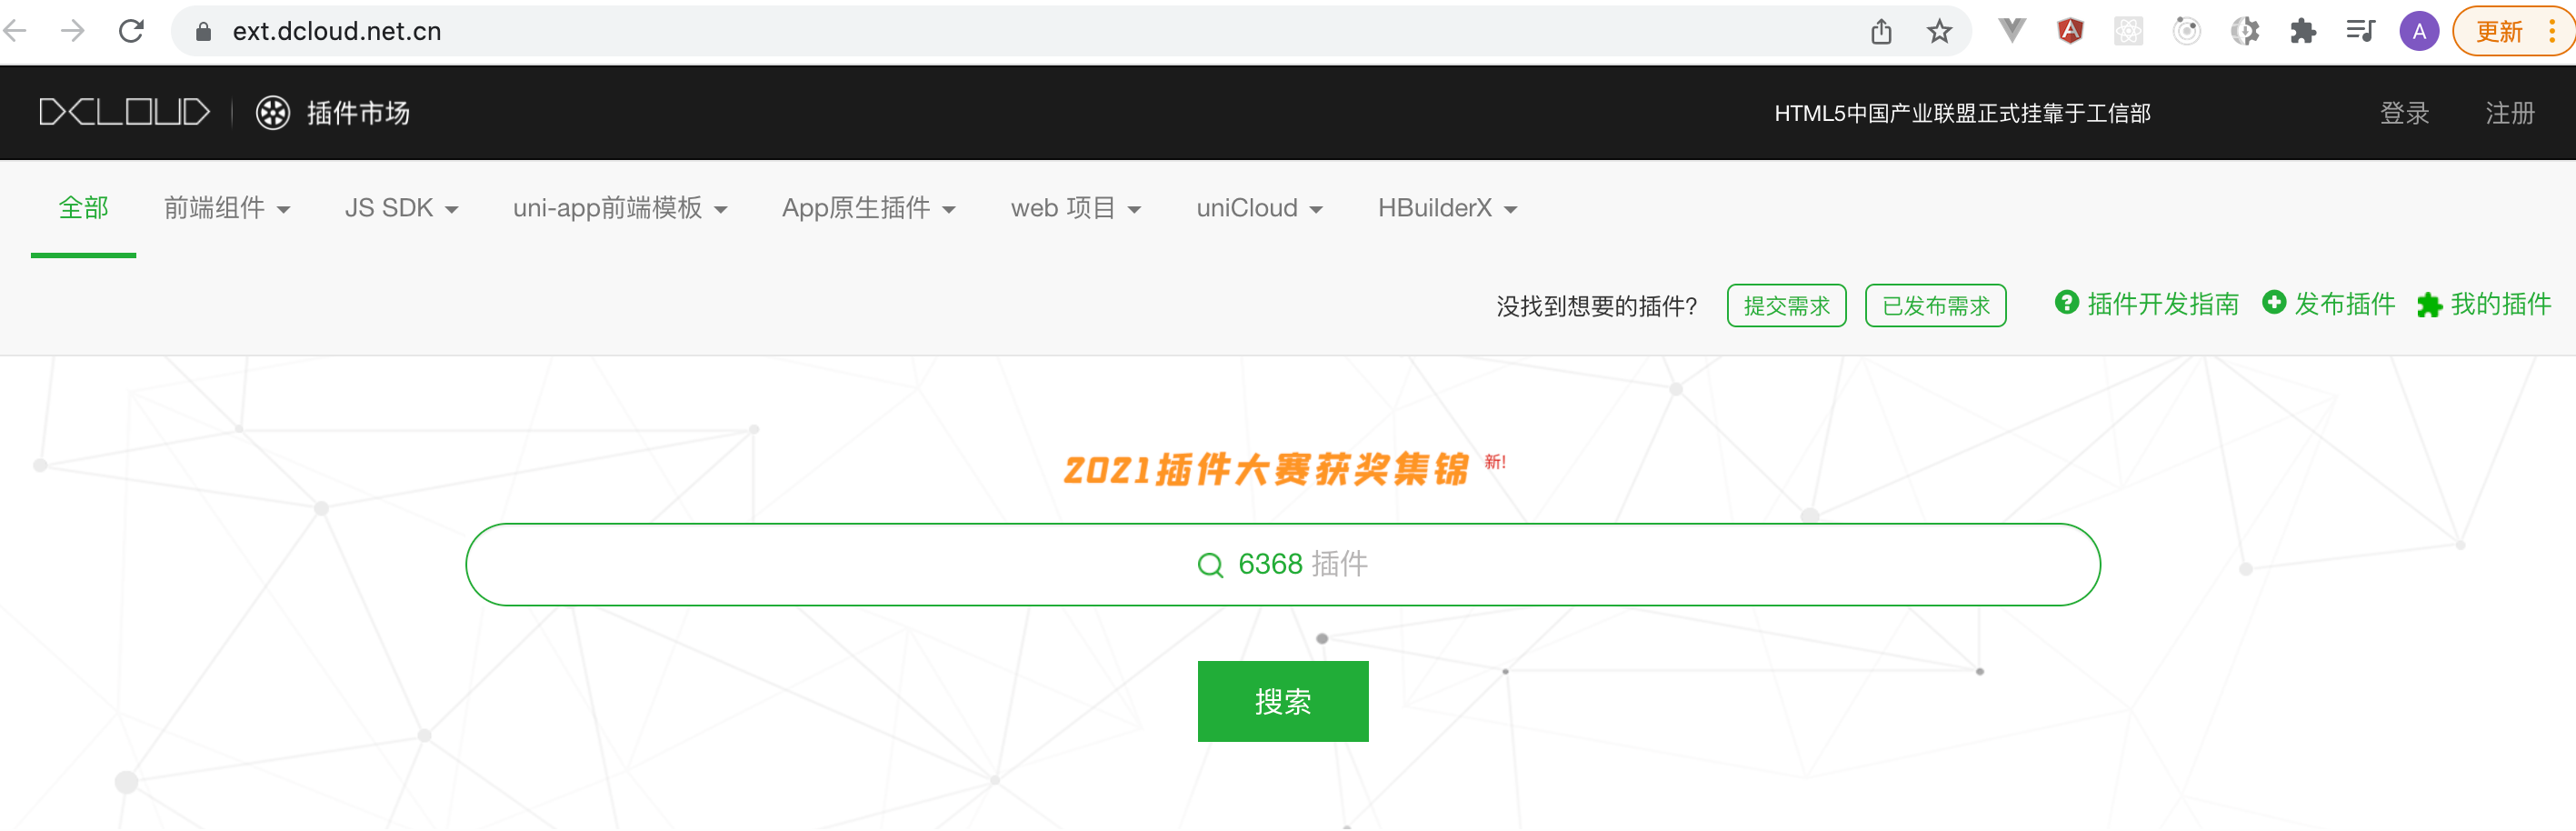 ext.dcloud.net.cn
A
更新
DCLOUD
插件市场
HTML5中国产业联盟正式挂靠于工信部
登录
注册
全部
前端组件
JS SDK
uni-app前端模板
App原生插件
web 项目
uniCloud
HBuilderX
没找到想要的插件?
提交需求
已发布需求
插件开发指南
发布插件
我的插件
2021插件大赛获奖集锦 新!
6368 插件
搜索